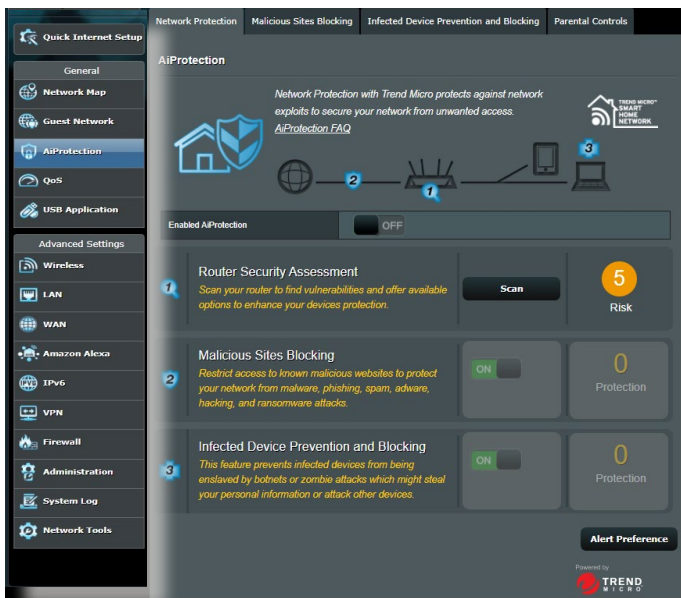 Network Protection
Malicious Sites Blocking
Infected Device Prevention and Blocking
Parental Controls
Quick Internet Setup
General
Network Map
Guest Network
AiProtection
QoS
USB Application
Advanced Settings
Wireless
LAN
WAN
Amazon Alexa
IPv6
VPN
Firewall
Administration
System Log
Network Tools
AiProtection
Network Protection with Trend Micro protects against network
exploits to secure your network from unwanted access.
AiProtection FAQ
TREND MICRO™
SMART
HOME
NETWORK
2
1
3
Enabled AiProtection
OFF
1
Router Security Assessment
Scan your router to find vulnerabilities and offer available
options to enhance your devices protection.
Scan
5
Risk
2
Malicious Sites Blocking
Restrict access to known malicious websites to protect
your network from malware, phishing, spam, adware,
hacking, and ransomware attacks.
ON
0
Protection
3
Infected Device Prevention and Blocking
This feature prevents infected devices from being
enslaved by botnets or zombie attacks which might steal
your personal information or attack other devices.
ON
0
Protection
Alert Preference
Powered by
TREND
MICRO